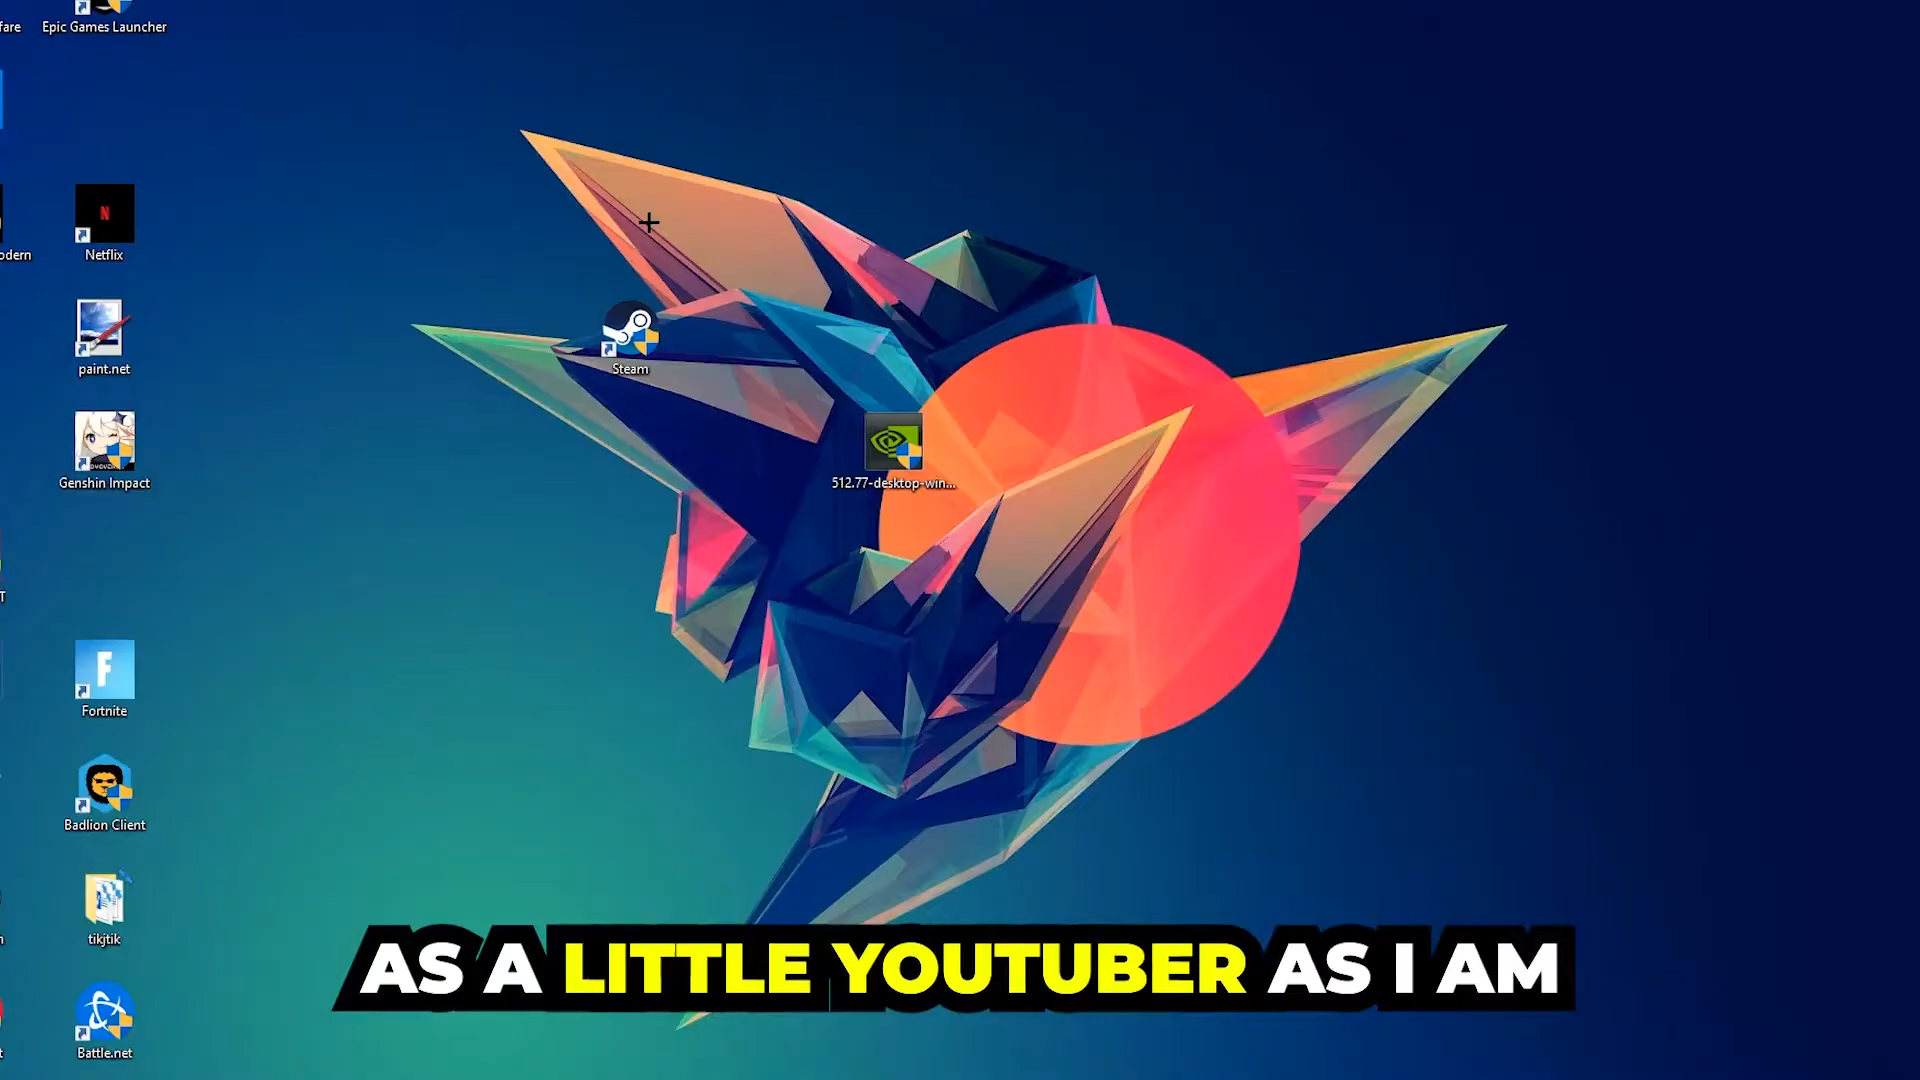 fare
Epic Games Launcher
odern
N
Netflix
paint.net
Steam
Genshin Impact
512.77-desktop-win...
T
F
Fortnite
Badlion Client
tikjtik
AS A LITTLE YOUTUBER AS I AM
Battle.net